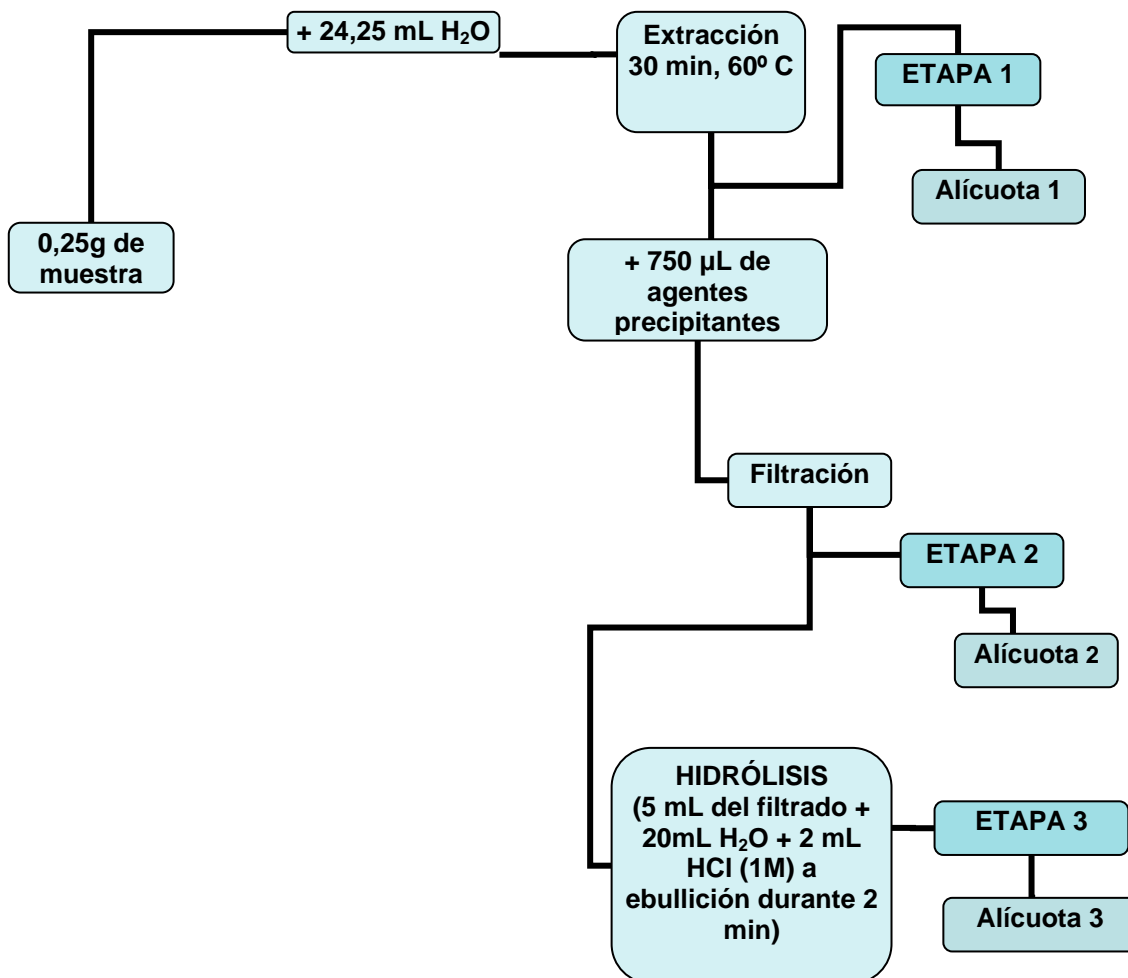 + 24,25 mL H₂O
Extracción
30 min, 60º C
ETAPA 1
Alícuota 1
0,25g de
muestra
+ 750 µL de
agentes
precipitantes
Filtración
ETAPA 2
Alícuota 2
HIDRÓLISIS
(5 mL del filtrado +
20mL H₂O + 2 mL
HCl (1M) a
ebullición durante 2
min)
ETAPA 3
Alícuota 3